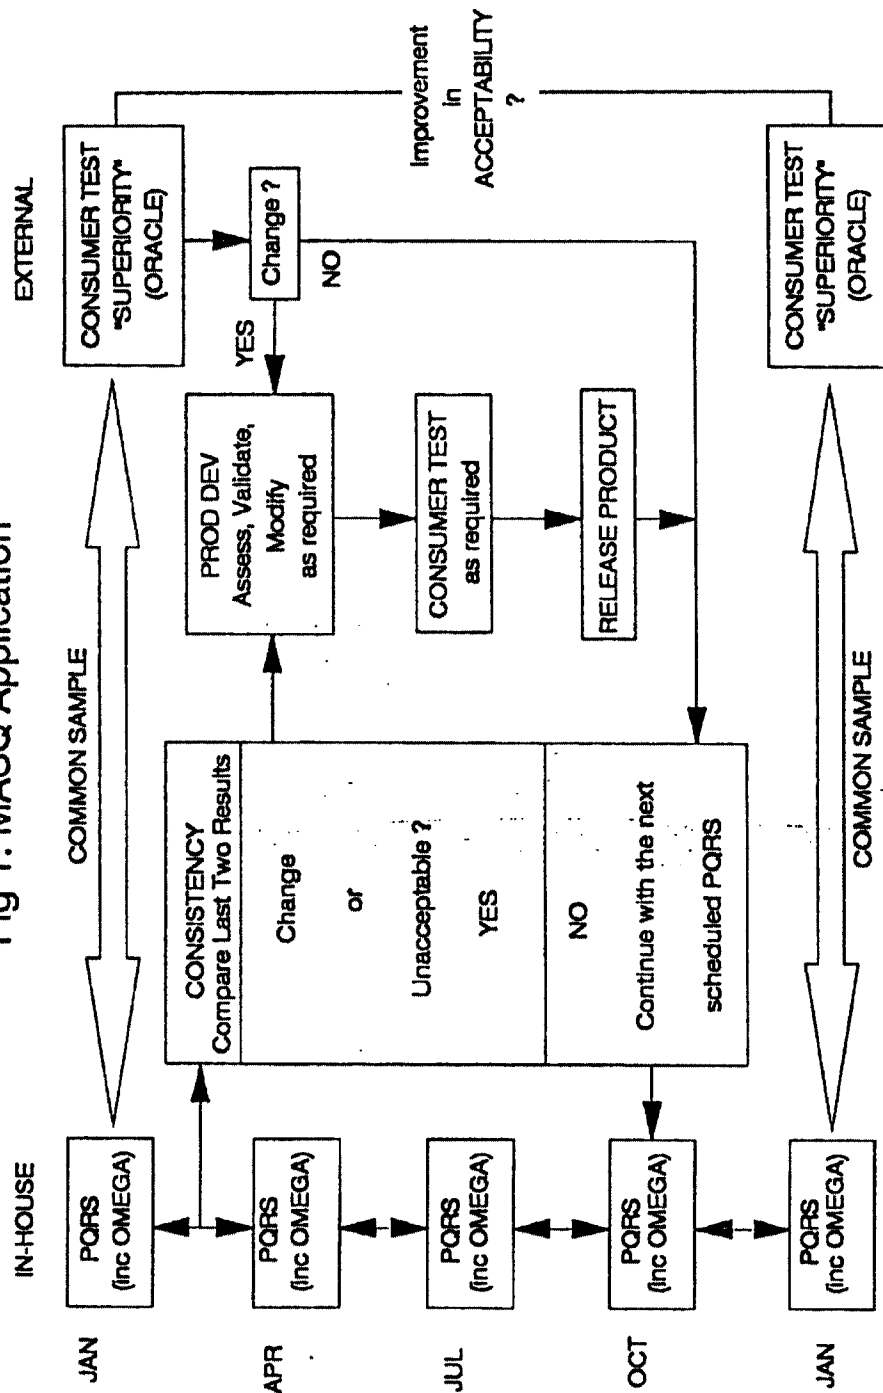 Fig 1: MASQ Application
IN-HOUSE
EXTERNAL
JAN
PQRS
(inc OMEGA)
COMMON SAMPLE
CONSUMER TEST
"SUPERIORITY"
(ORACLE)
CONSISTENCY
Compare Last Two Results
Change
or
Unacceptable ?
YES
NO
Continue with the next
scheduled PQRS
PROD DEV
Assess, Validate,
Modify
as required
YES
Change ?
NO
CONSUMER TEST
as required
RELEASE PRODUCT
Improvement
in
ACCEPTABILITY
?
APR
PQRS
(inc OMEGA)
JUL
PQRS
(inc OMEGA)
OCT
PQRS
(inc OMEGA)
JAN
PQRS
(inc OMEGA)
COMMON SAMPLE
CONSUMER TEST
"SUPERIORITY"
(ORACLE)